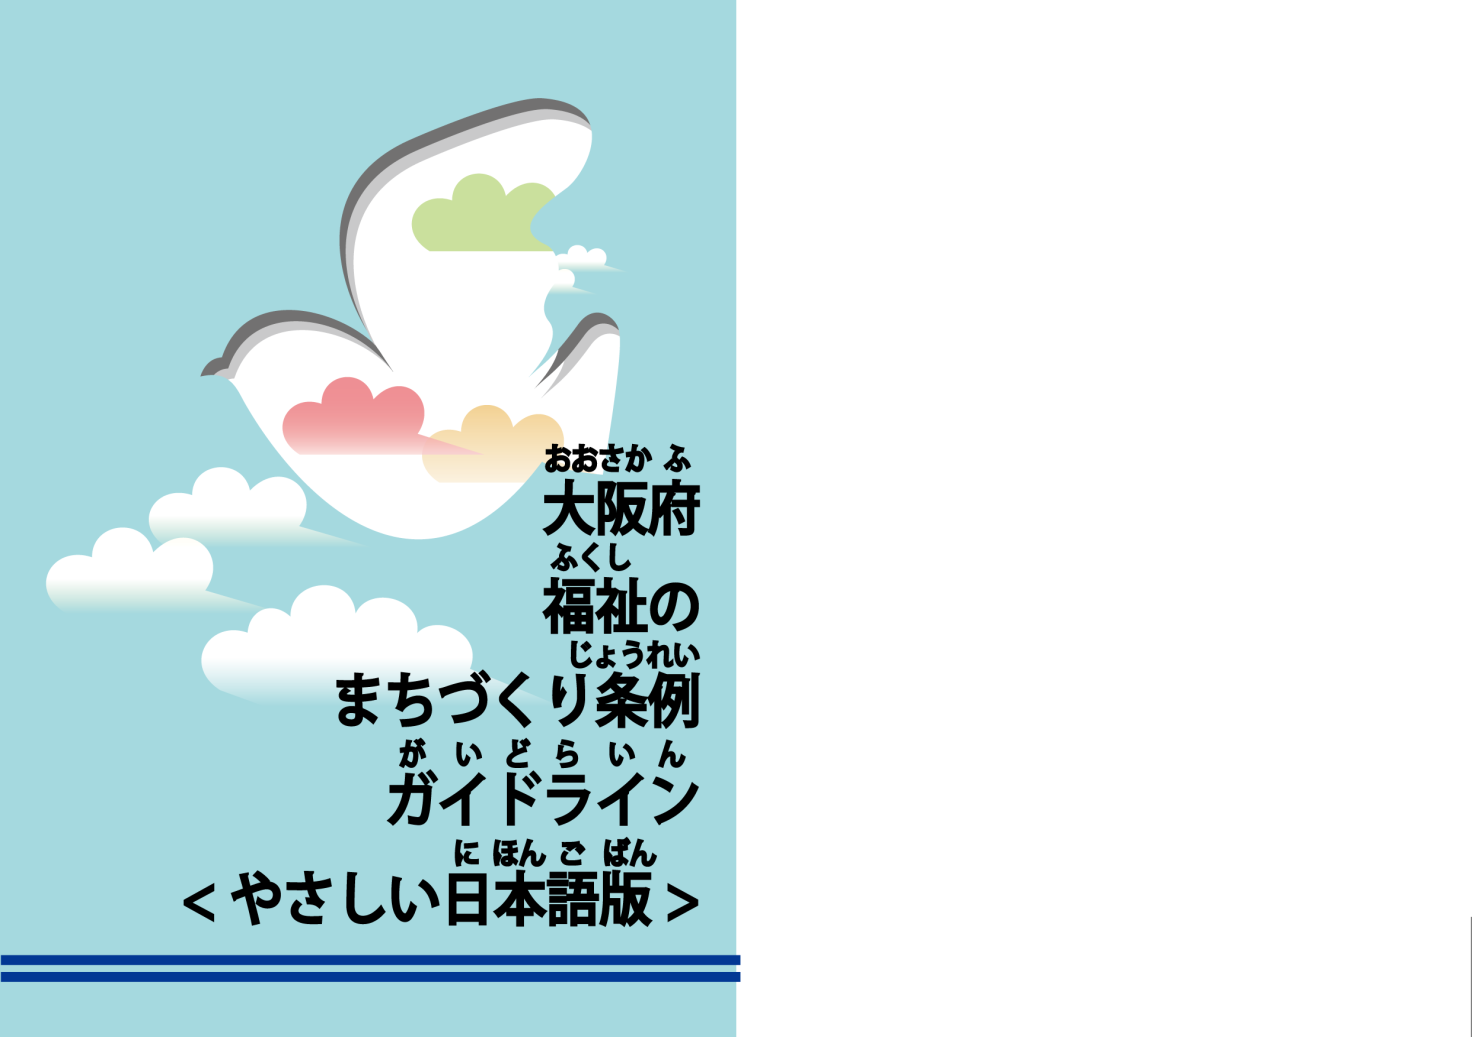 おおさか ふ
大阪府
ふくし
福祉の
じょうれい
まちづくり条例
が い ど ら い ん
ガイドライン
に ほん ご ばん
<やさしい日本語版>